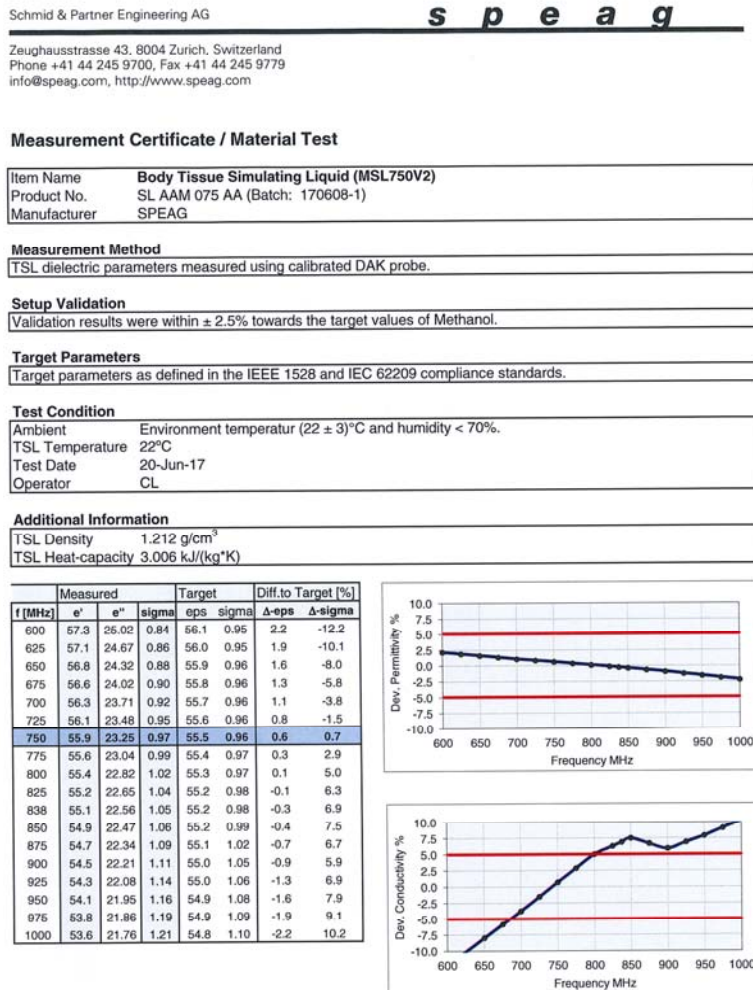 Schmid & Partner Engineering AG
s p e a g
Zeughausstrasse 43, 8004 Zurich, Switzerland
Phone +41 44 245 9700, Fax +41 44 245 9779
info@speag.com, http://www.speag.com
Measurement Certificate / Material Test
Item Name Body Tissue Simulating Liquid (MSL750V2)
Product No. SL AAM 075 AA (Batch: 170608-1)
Manufacturer SPEAG
Measurement Method
TSL dielectric parameters measured using calibrated DAK probe.
Setup Validation
Validation results were within ± 2.5% towards the target values of Methanol.
Target Parameters
Target parameters as defined in the IEEE 1528 and IEC 62209 compliance standards.
Test Condition
Ambient Environment temperatur (22 ± 3)°C and humidity < 70%.
TSL Temperature 22°C
Test Date 20-Jun-17
Operator CL
Additional Information
TSL Density 1.212 g/cm³
TSL Heat-capacity 3.006 kJ/(kg*K)
Measured Target Diff.to Target [%]
f [MHz] e' e" sigma eps sigma Δ-eps Δ-sigma
600 57.3 25.02 0.84 56.1 0.95 2.2 -12.2
625 57.1 24.67 0.86 56.0 0.95 1.9 -10.1
650 56.8 24.32 0.88 55.9 0.96 1.6 -8.0
675 56.6 24.02 0.90 55.8 0.96 1.3 -5.8
700 56.3 23.71 0.92 55.7 0.96 1.1 -3.8
725 56.1 23.48 0.95 55.6 0.96 0.8 -1.5
750 55.9 23.25 0.97 55.5 0.96 0.6 0.7
775 55.6 23.04 0.99 55.4 0.97 0.3 2.9
800 55.4 22.82 1.02 55.3 0.97 0.1 5.0
825 55.2 22.65 1.04 55.2 0.98 -0.1 6.3
838 55.1 22.56 1.05 55.2 0.98 -0.3 6.9
850 54.9 22.47 1.06 55.2 0.99 -0.4 7.5
875 54.7 22.34 1.09 55.1 1.02 -0.7 6.7
900 54.5 22.21 1.11 55.0 1.05 -0.9 5.9
925 54.3 22.08 1.14 55.0 1.06 -1.3 6.9
950 54.1 21.95 1.16 54.9 1.08 -1.6 7.9
975 53.8 21.86 1.19 54.9 1.09 -1.9 9.1
1000 53.6 21.76 1.21 54.8 1.10 -2.2 10.2
Dev. Permittivity %
10.0
7.5
5.0
2.5
0.0
-2.5
-5.0
-7.5
-10.0
600 650 700 750 800 850 900 950 1000
Frequency MHz
Dev. Conductivity %
10.0
7.5
5.0
2.5
0.0
-2.5
-5.0
-7.5
-10.0
600 650 700 750 800 850 900 950 1000
Frequency MHz